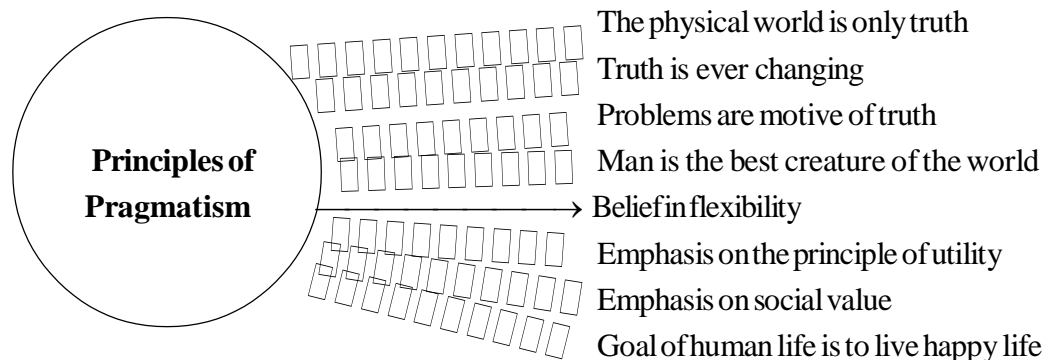 Principles of
Pragmatism
The physical world is only truth
Truth is ever changing
Problems are motive of truth
Man is the best creature of the world
Belief in flexibility
Emphasis on the principle of utility
Emphasis on social value
Goal of human life is to live happy life